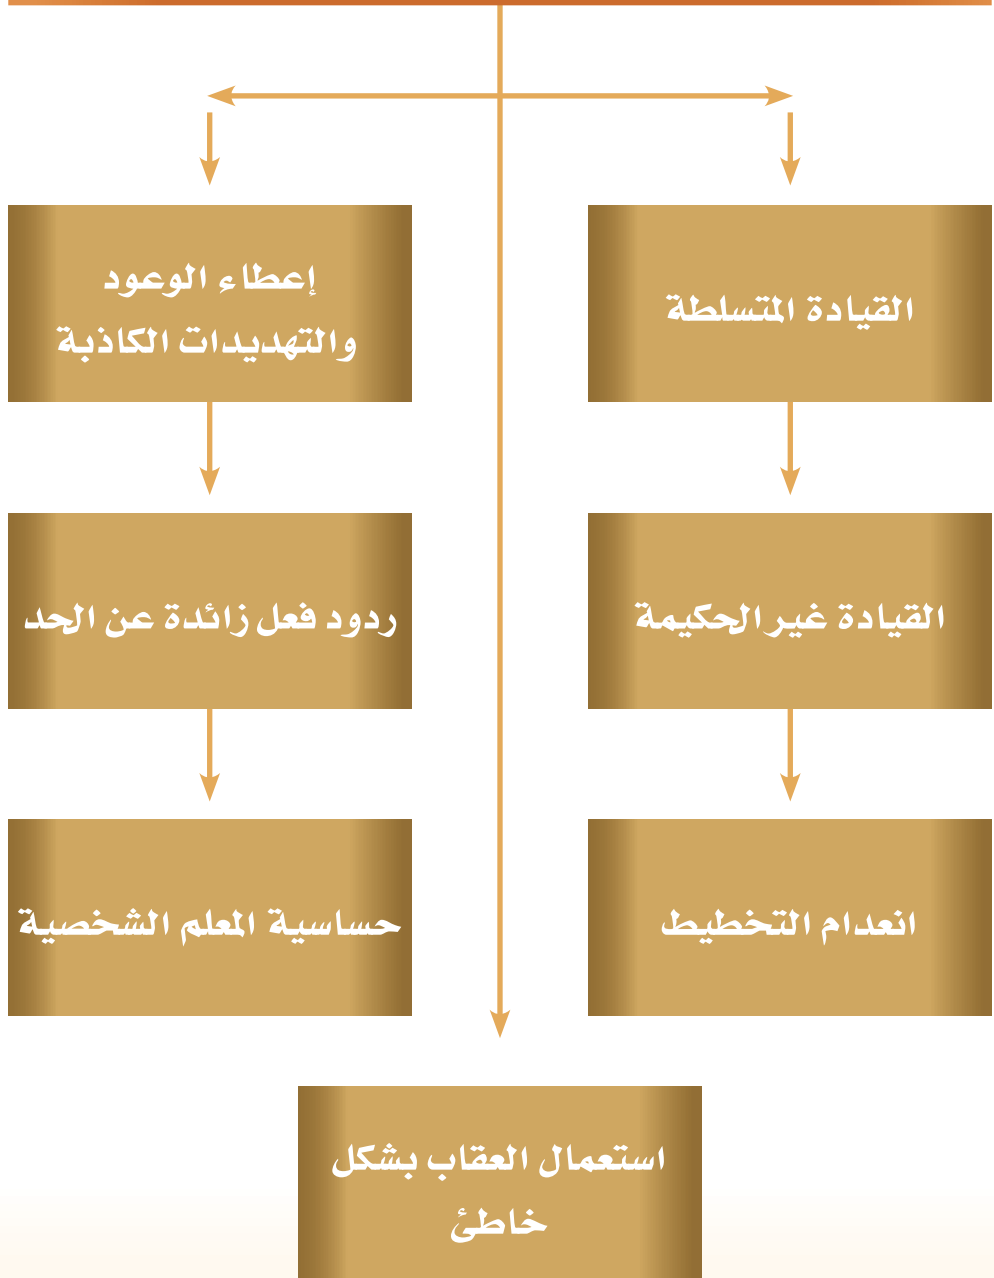 القيادة المتسلطة
إعطاء الوعود
والتهديدات الكاذبة
القيادة غير الحكيمة
ردود فعل زائدة عن الحد
انعدام التخطيط
حساسية المعلم الشخصية
استعمال العقاب بشكل
خاطئ